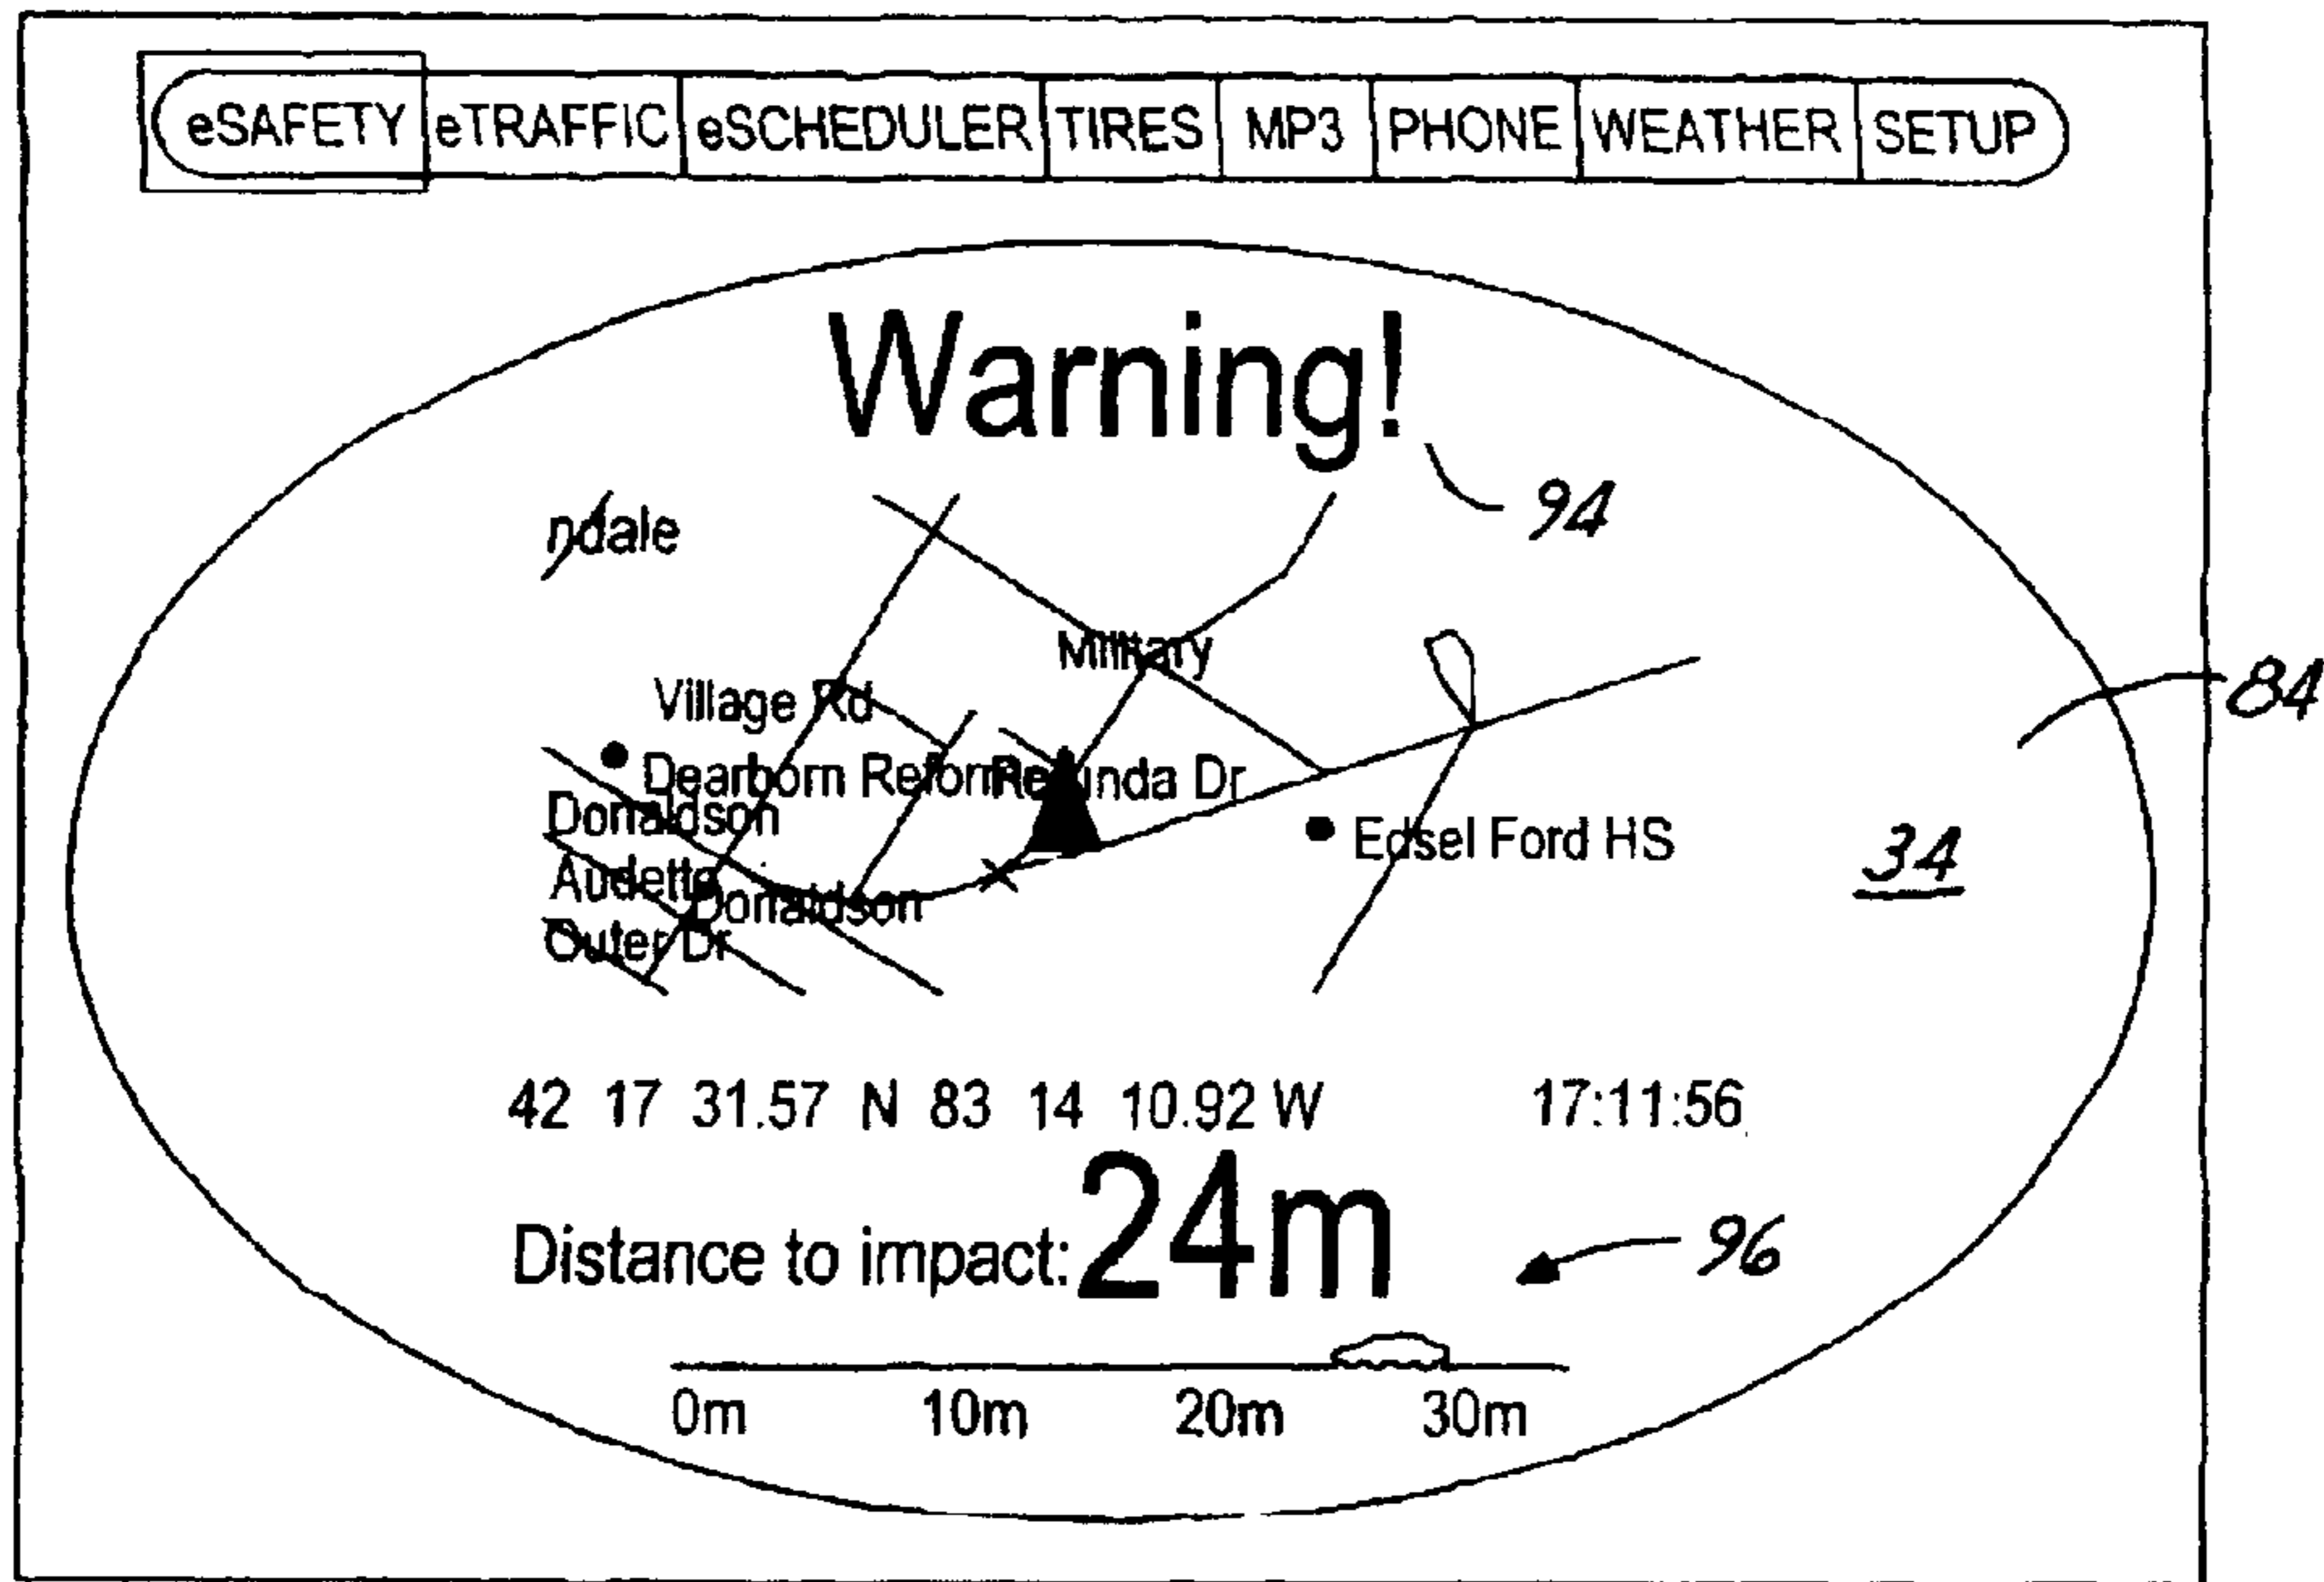 eSAFETY eTRAFFIC eSCHEDULER TIRES MP3 PHONE WEATHER SETUP
Warning!
94
ndale
Military
84
Village Rd
Dearborn Reform
Dr
Donaldson
Edsel Ford HS
34
Audette
Donaldson
Outer Dr
42 17 31.57 N 83 14 10.92 W 17:11:56
Distance to impact: 24m
96
0m 10m 20m 30m